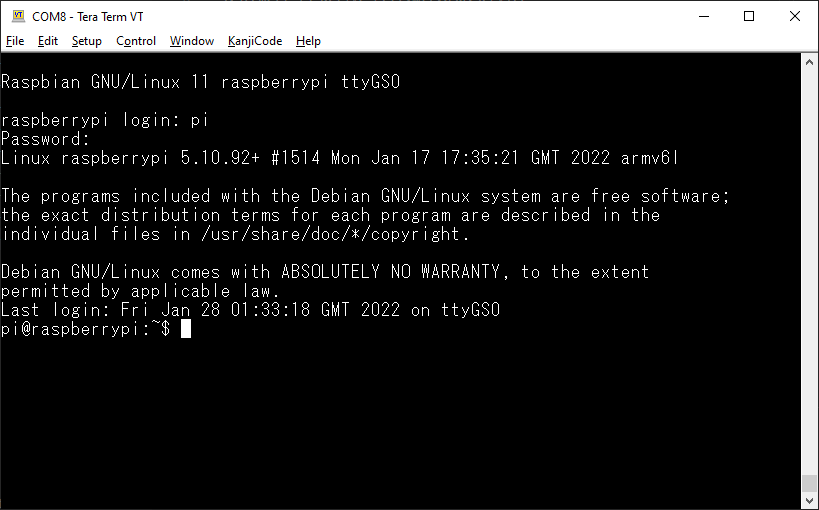 COM8 - Tera Term VT
File Edit Setup Control Window KanjiCode Help
Raspbian GNU/Linux 11 raspberrypi ttyGS0
raspberrypi login: pi
Password:
Linux raspberrypi 5.10.92+ #1514 Mon Jan 17 17:35:21 GMT 2022 armv6l
The programs included with the Debian GNU/Linux system are free software;
the exact distribution terms for each program are described in the
individual files in /usr/share/doc/*/copyright.
Debian GNU/Linux comes with ABSOLUTELY NO WARRANTY, to the extent
permitted by applicable law.
Last login: Fri Jan 28 01:33:18 GMT 2022 on ttyGS0
pi@raspberrypi:~$